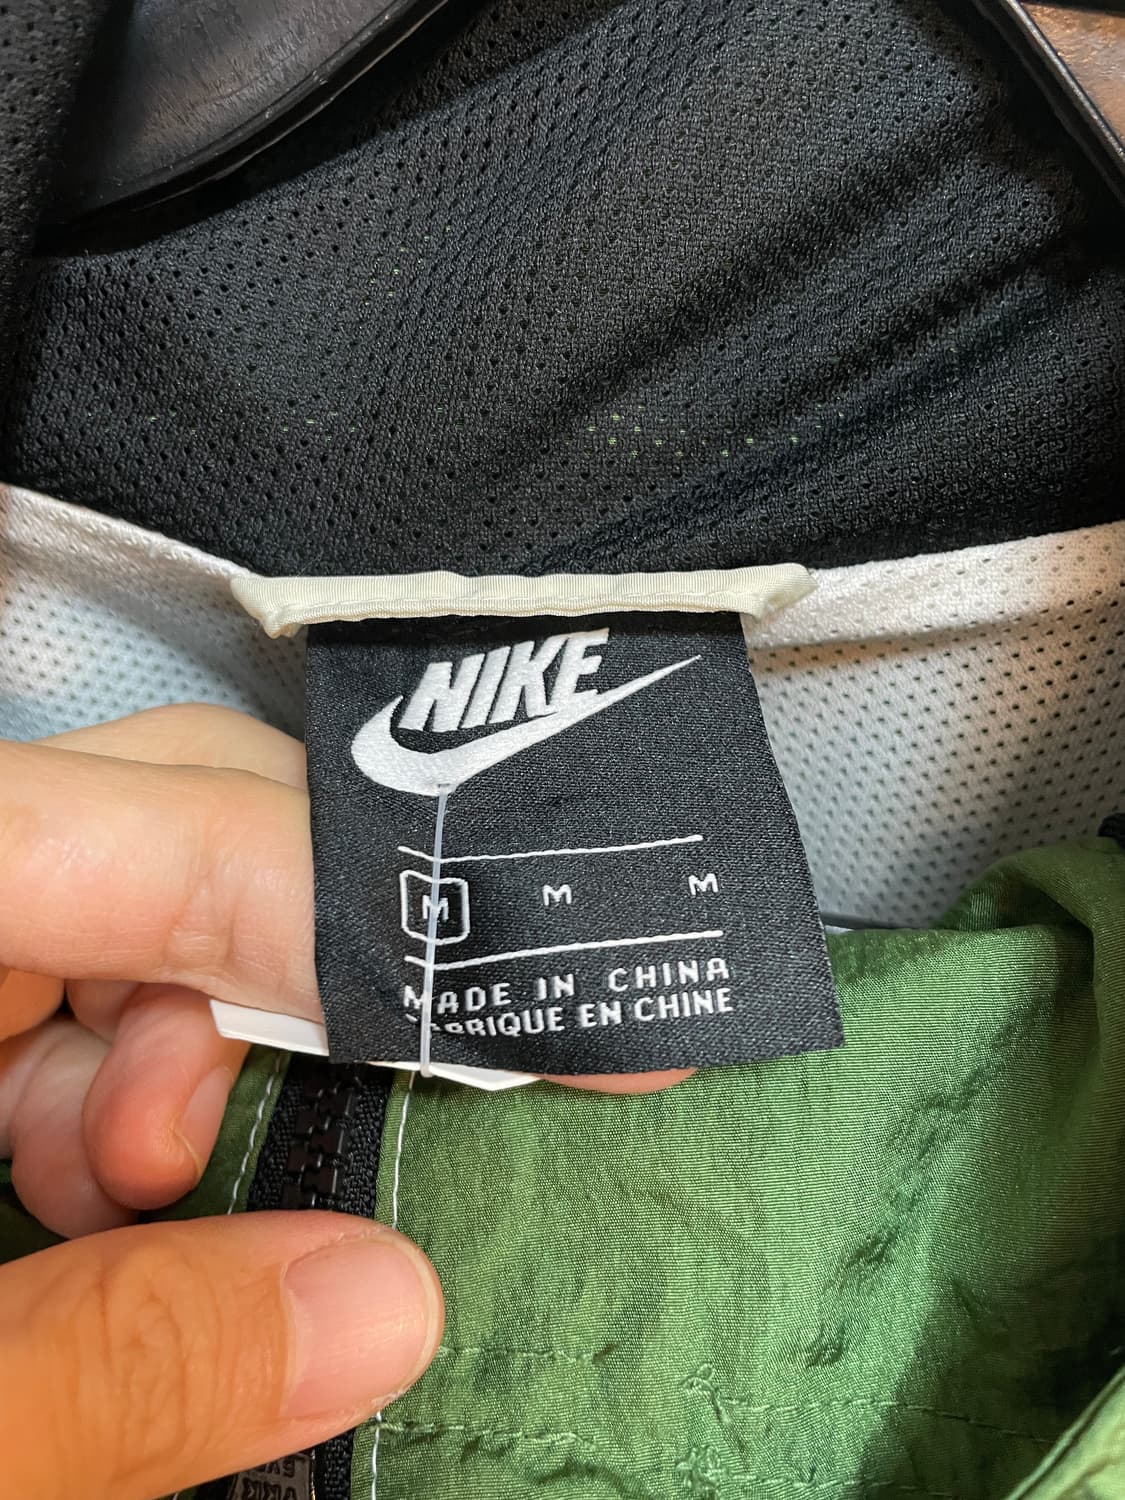 NIKE
M M M
MADE IN CHINA
FABRIQUE EN CHINE